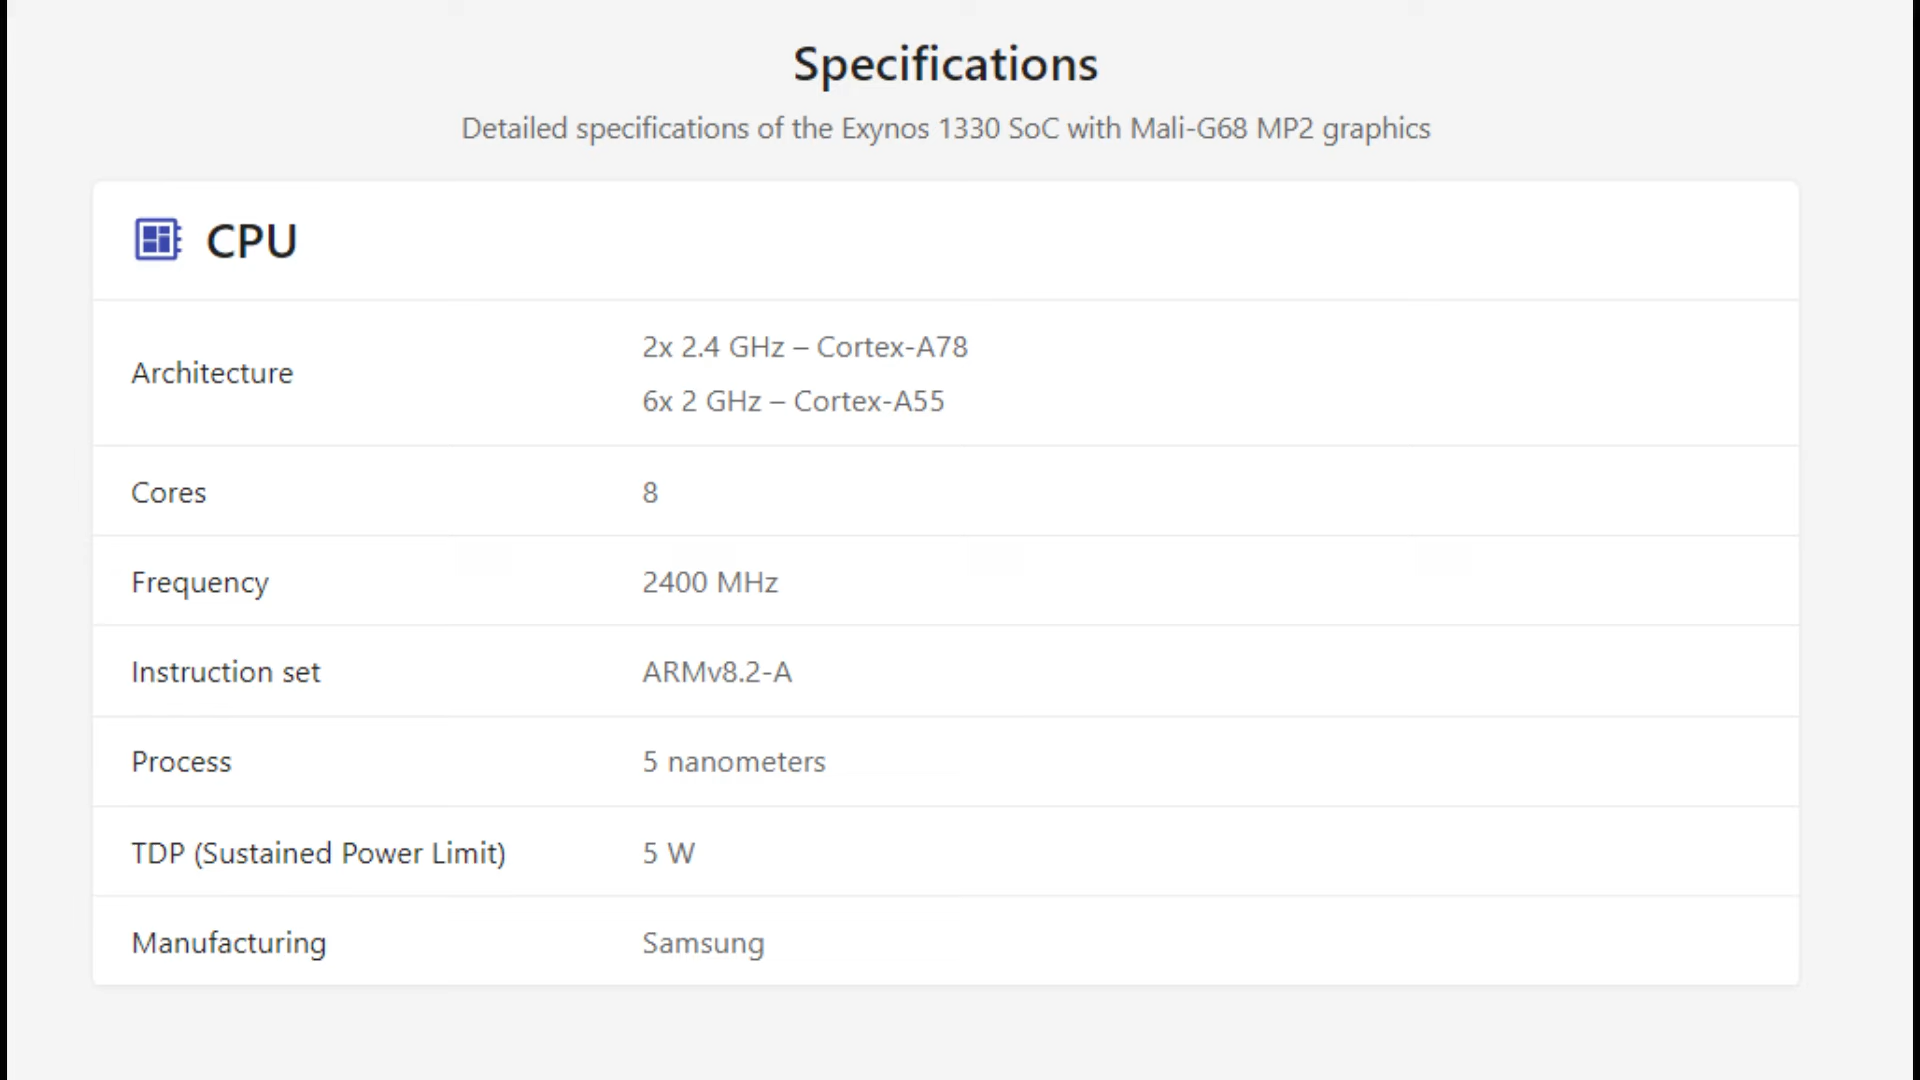 Specifications
Detailed specifications of the Exynos 1330 SoC with Mali-G68 MP2 graphics
CPU
Architecture
2x 2.4 GHz – Cortex-A78
6x 2 GHz – Cortex-A55
Cores 8
Frequency 2400 MHz
Instruction set ARMv8.2-A
Process 5 nanometers
TDP (Sustained Power Limit) 5 W
Manufacturing Samsung